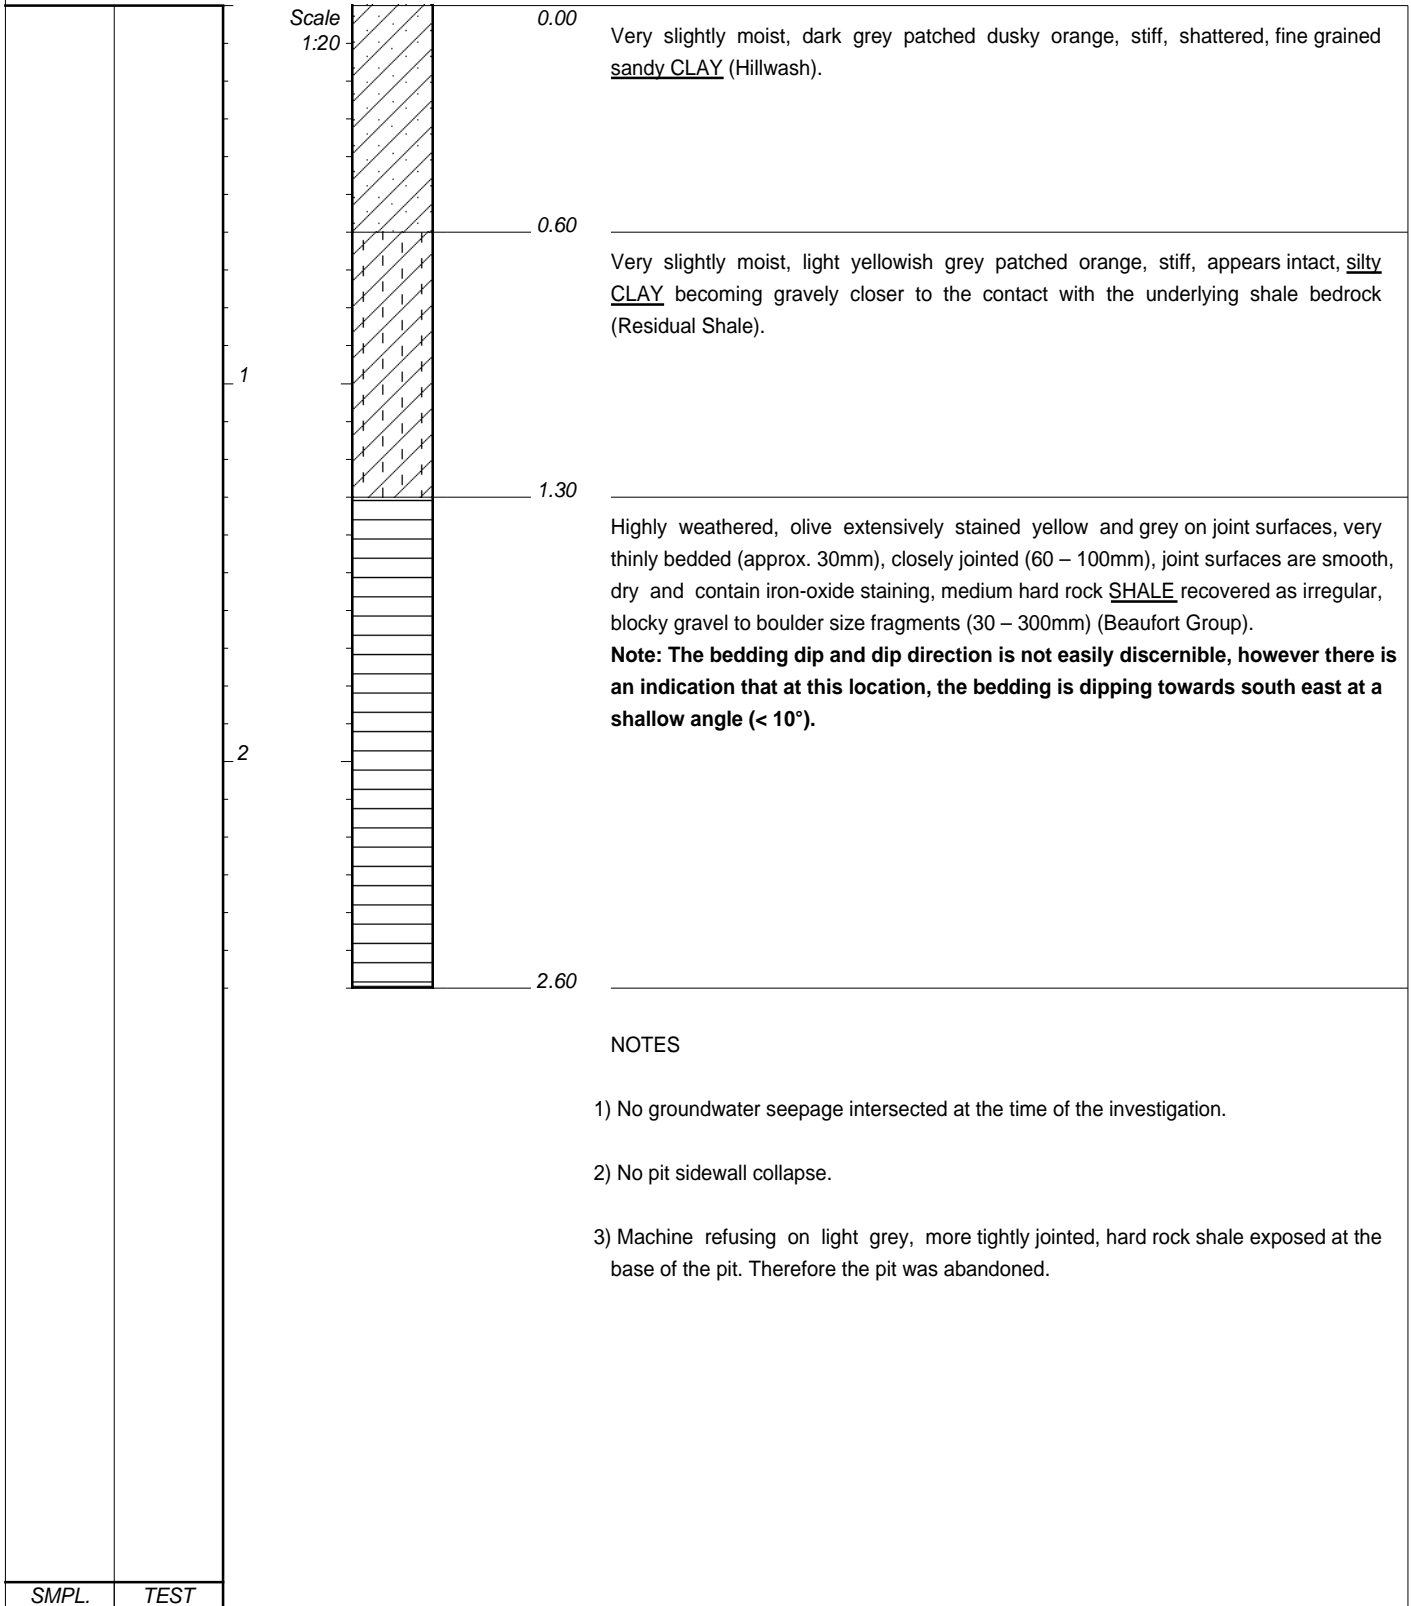 Scale
1:20
0.00
Very slightly moist, dark grey patched dusky orange, stiff, shattered, fine grained
sandy CLAY (Hillwash).
0.60
Very slightly moist, light yellowish grey patched orange, stiff, appears intact, silty
CLAY becoming gravely closer to the contact with the underlying shale bedrock
(Residual Shale).
1
1.30
Highly weathered, olive extensively stained yellow and grey on joint surfaces, very
thinly bedded (approx. 30mm), closely jointed (60 – 100mm), joint surfaces are smooth,
dry and contain iron-oxide staining, medium hard rock SHALE recovered as irregular,
blocky gravel to boulder size fragments (30 – 300mm) (Beaufort Group).
Note: The bedding dip and dip direction is not easily discernible, however there is
an indication that at this location, the bedding is dipping towards south east at a
shallow angle (< 10°).
2
2.60
NOTES
1) No groundwater seepage intersected at the time of the investigation.
2) No pit sidewall collapse.
3) Machine refusing on light grey, more tightly jointed, hard rock shale exposed at the
base of the pit. Therefore the pit was abandoned.
SMPL. TEST